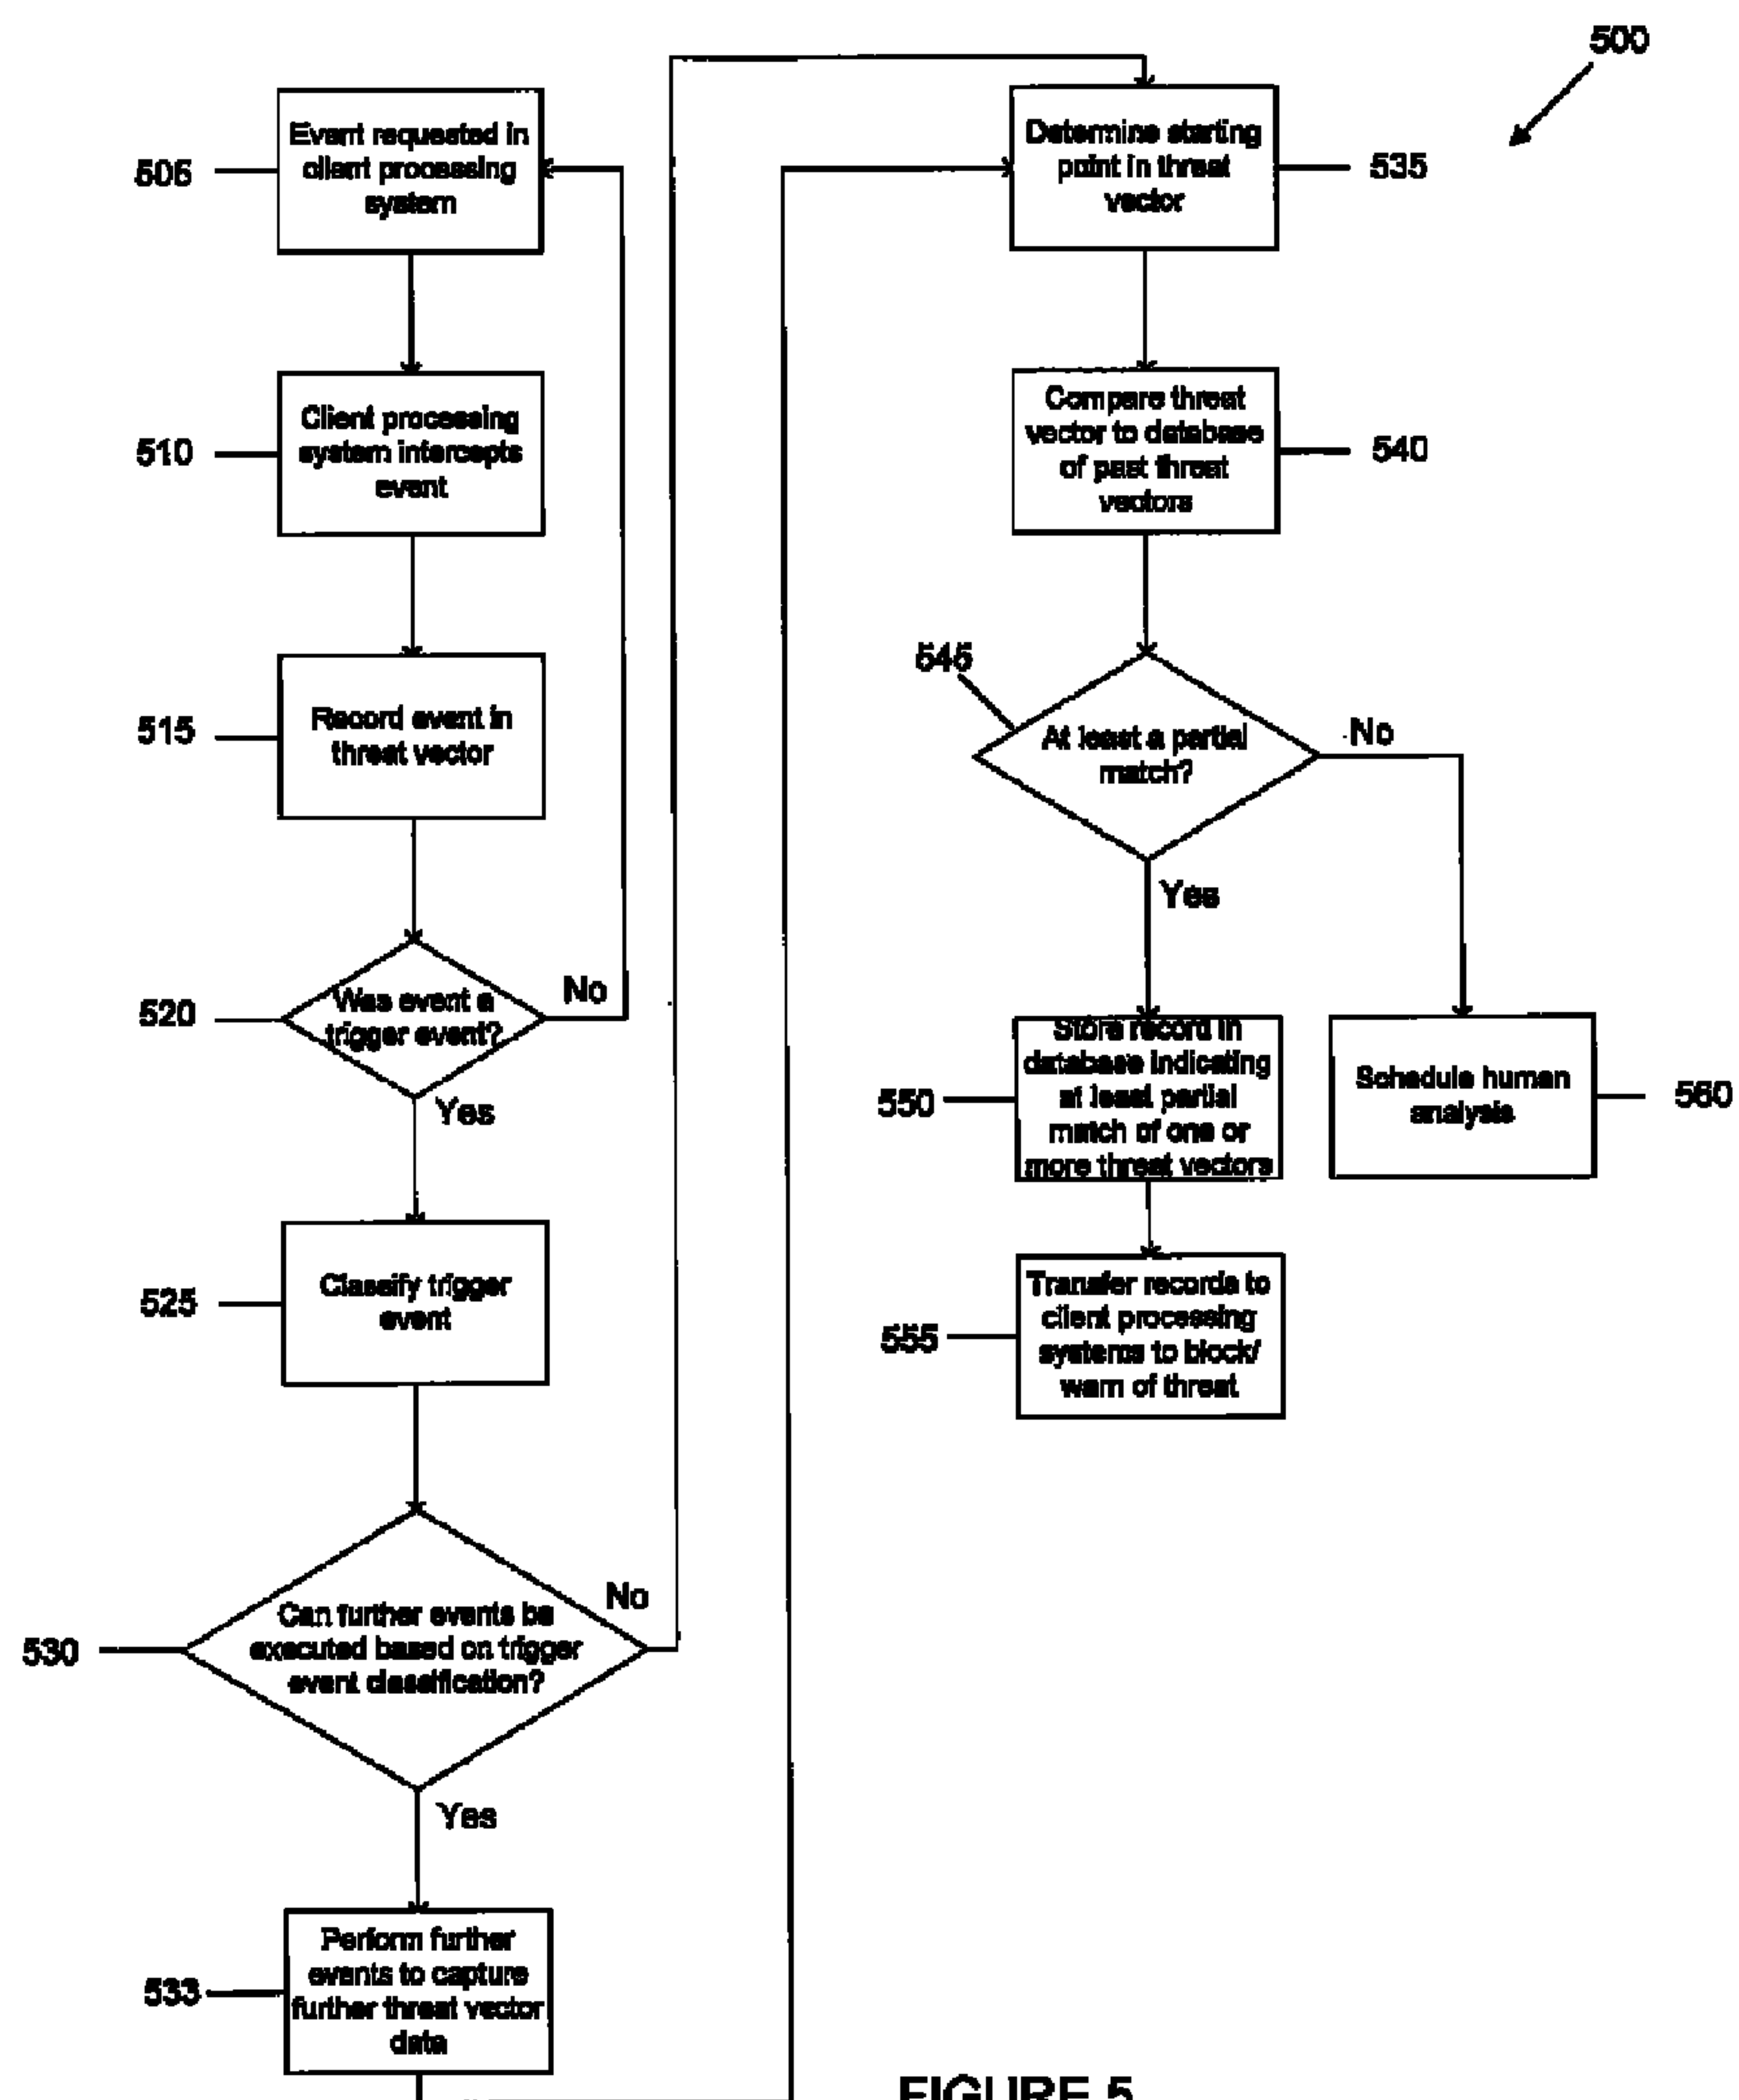 500
505
Event requested in
client processing
system
510
Client processing
system intercepts
event
515
Record event in
threat vector
520
Was event a
trigger event?
No
Yes
525
Classify trigger
event
530
Can further events be
executed based on trigger
event classification?
No
Yes
533
Perform further
events to capture
further threat vector
data
Determine starting
point in threat
vector
535
Compare threat
vector to database
of past threat
vectors
540
545
At least a partial
match?
No
Yes
550
Store record in
database indicating
at least partial
match of one or
more threat vectors
Schedule human
analysis
560
555
Transfer records to
client processing
systems to block/
warn of threat
FIGURE 5